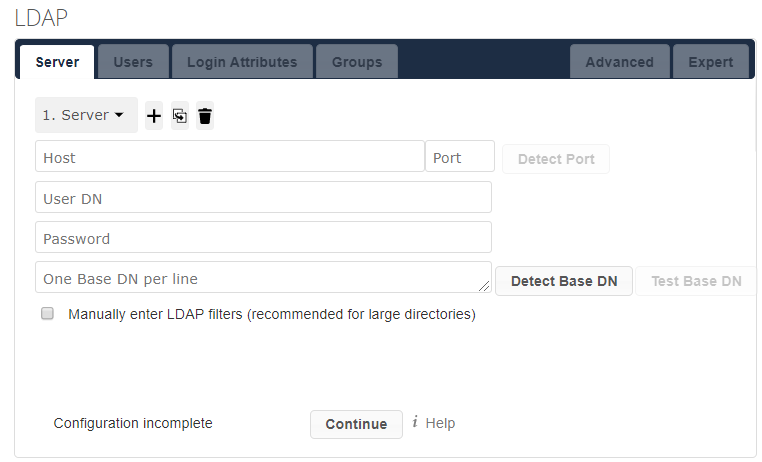 LDAP
Server Users Login Attributes Groups Advanced Expert
1. Server
Host Port Detect Port
User DN
Password
One Base DN per line Detect Base DN Test Base DN
Manually enter LDAP filters (recommended for large directories)
Configuration incomplete Continue i Help